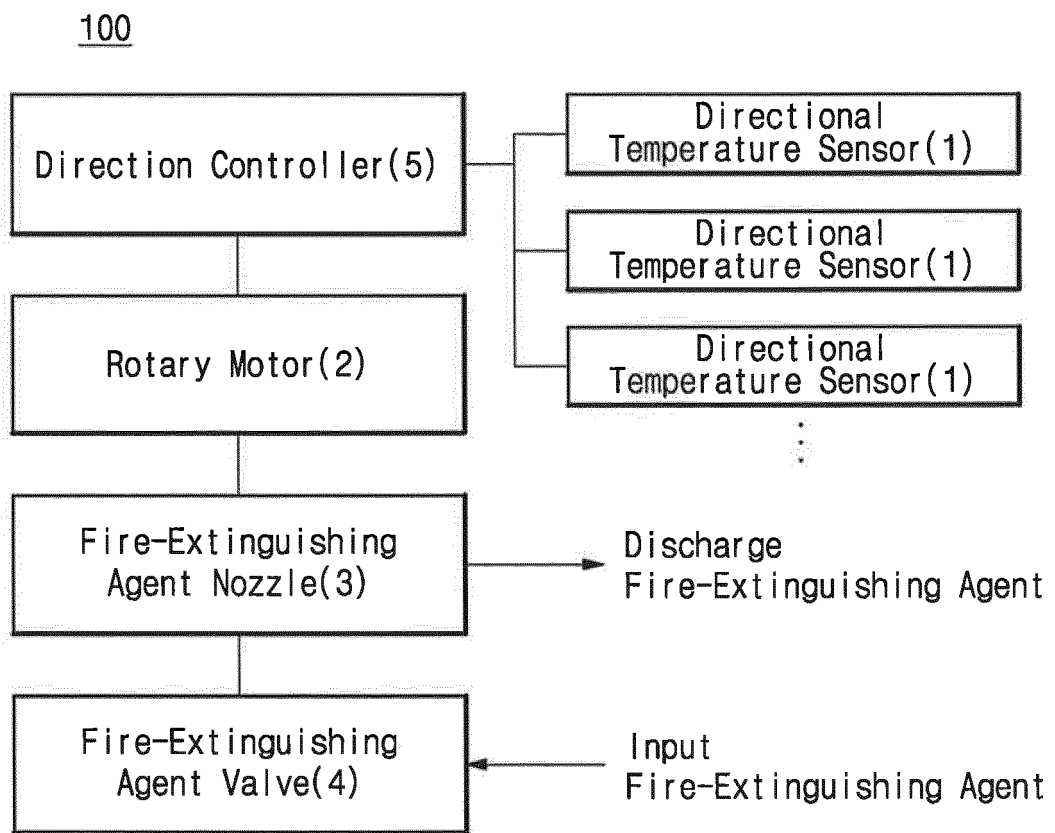 100
Direction Controller(5)
Directional
Temperature Sensor(1)
Directional
Temperature Sensor(1)
Rotary Motor(2)
Directional
Temperature Sensor(1)
Fire-Extinguishing
Agent Nozzle(3)
Discharge
Fire-Extinguishing Agent
Fire-Extinguishing
Agent Valve(4)
Input
Fire-Extinguishing Agent